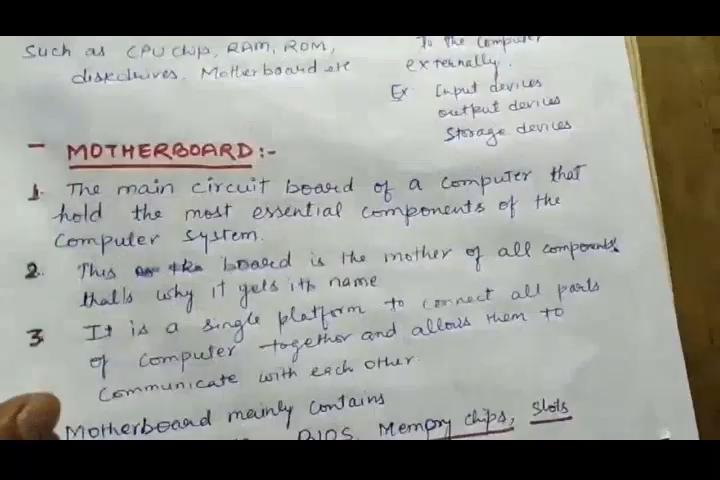 Such as CPU chip, RAM, ROM,
diskdrives, Motherboard etc
To the computer
externally.
Ex Input devices
output devices
Storage devices
- MOTHERBOARD:-
1. The main circuit board of a computer that
hold the most essential components of the
Computer System.
2. This board is the mother of all components
that's why it gets its name
3. It is a single platform to connect all parts
of computer together and allows them to
communicate with each other.
Motherboard mainly contains
BIOS, Memory chips, slots